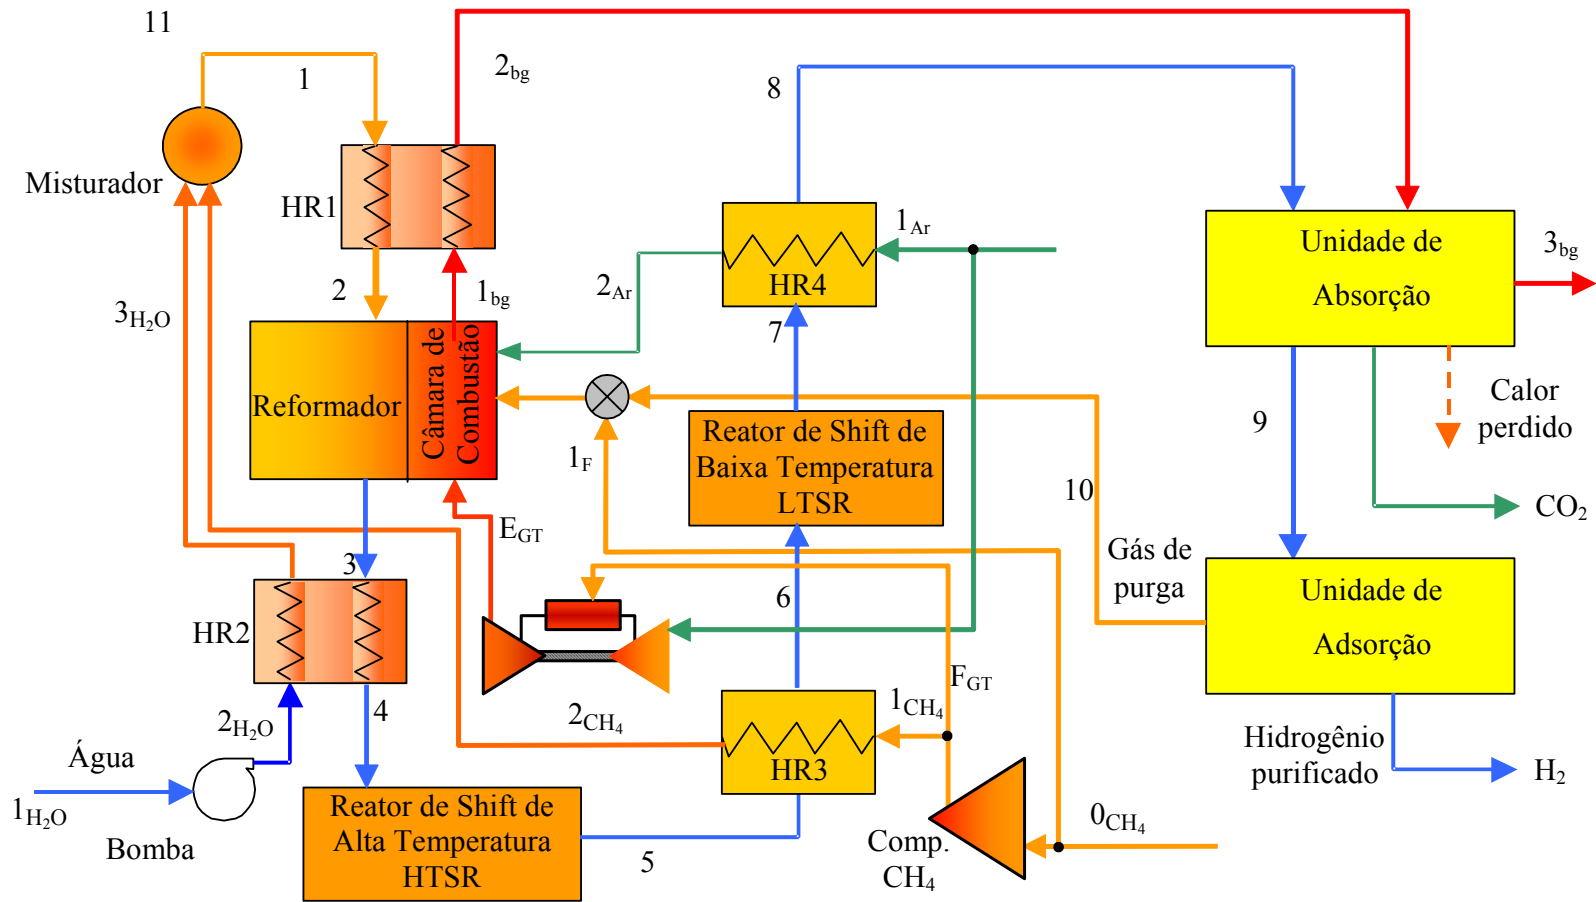 11
1
2bg
8
Misturador
HR1
1Ar
HR4
Unidade de
Absorção
3bg
2
1bg
2Ar
7
3H2O
Reformador
Câmara de
Combustão
Calor
perdido
1F
Reator de Shift de
Baixa Temperatura
LTSR
9
10
CO2
EGT
3
Gás de
purga
6
HR2
Unidade de
Adsorção
FGT
4
2CH4
1CH4
2H2O
Água
HR3
Hidrogênio
purificado
H2
1H2O
Bomba
Reator de Shift de
Alta Temperatura
HTSR
5
Comp.
CH4
0CH4